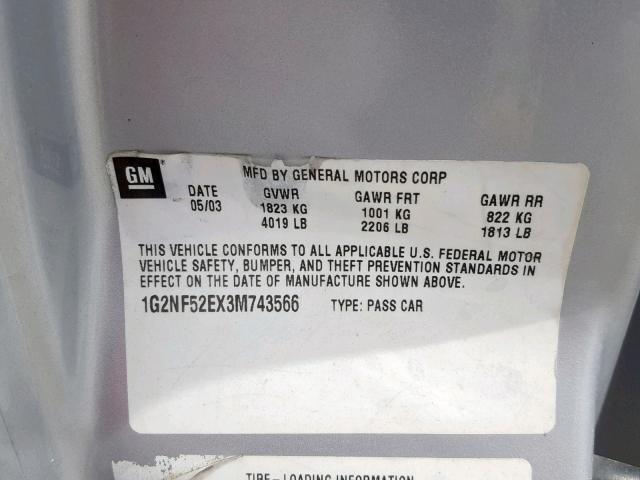 GM
MFD BY GENERAL MOTORS CORP
DATE GVWR GAWR FRT GAWR RR
05/03 1823 KG 1001 KG 822 KG
4019 LB 2206 LB 1813 LB
THIS VEHICLE CONFORMS TO ALL APPLICABLE U.S. FEDERAL MOTOR
VEHICLE SAFETY, BUMPER, AND THEFT PREVENTION STANDARDS IN
EFFECT ON THE DATE OF MANUFACTURE SHOWN ABOVE.
1G2NF52EX3M743566 TYPE: PASS CAR
TIRE-LOADING INFORMATION